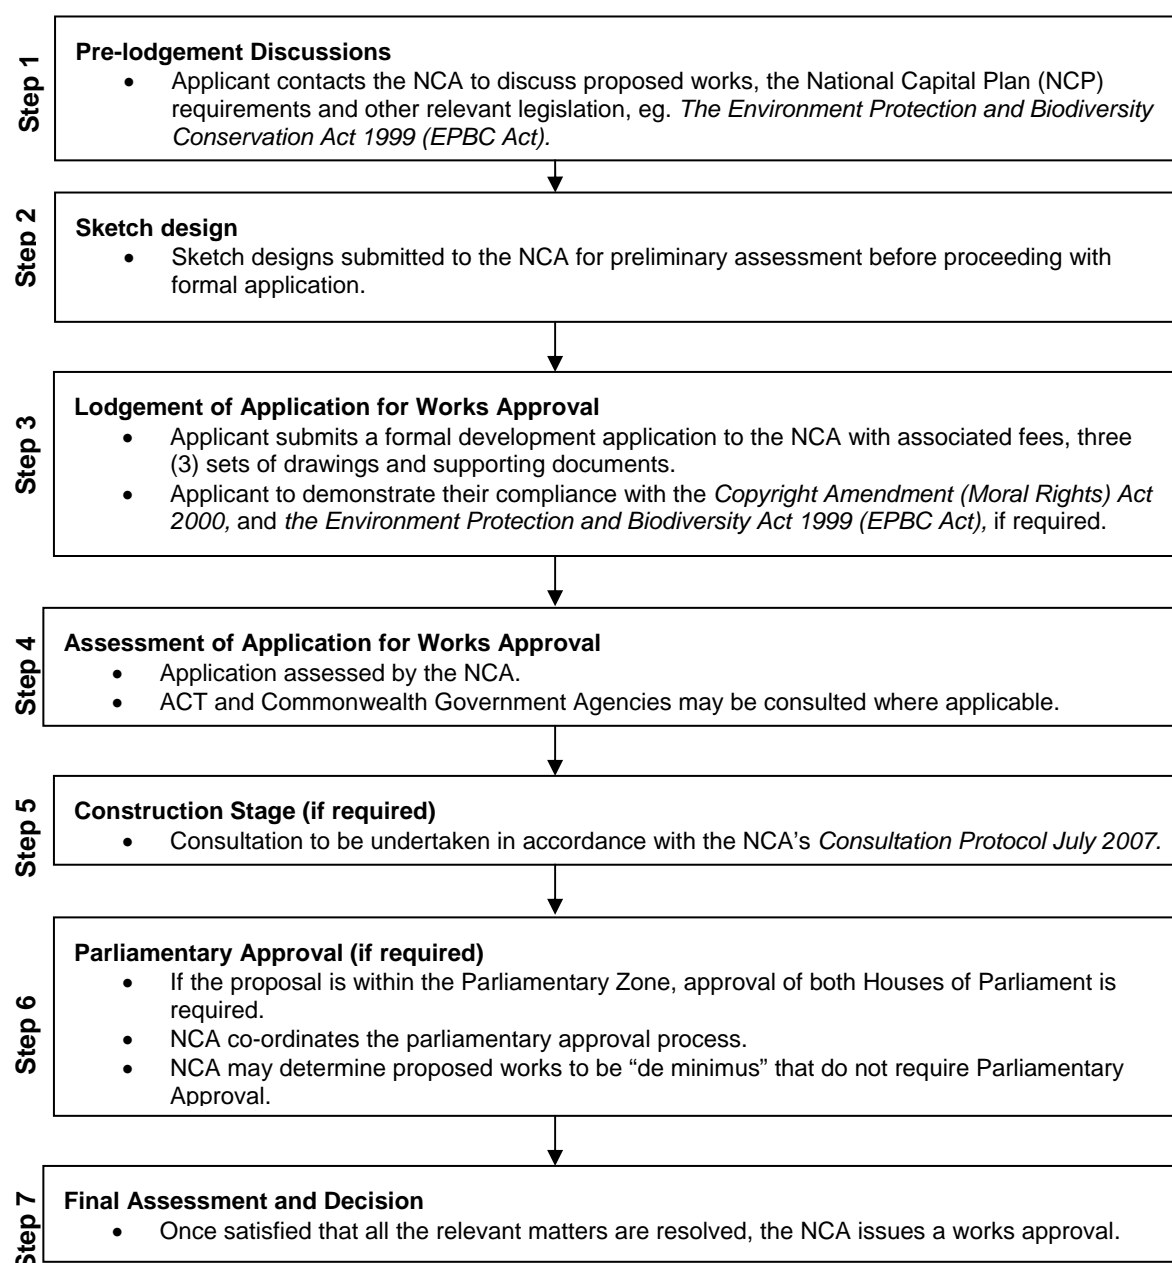 Step 1
Pre-lodgement Discussions
• Applicant contacts the NCA to discuss proposed works, the National Capital Plan (NCP)
requirements and other relevant legislation, eg. The Environment Protection and Biodiversity
Conservation Act 1999 (EPBC Act).
Step 2
Sketch design
• Sketch designs submitted to the NCA for preliminary assessment before proceeding with
formal application.
Step 3
Lodgement of Application for Works Approval
• Applicant submits a formal development application to the NCA with associated fees, three
(3) sets of drawings and supporting documents.
• Applicant to demonstrate their compliance with the Copyright Amendment (Moral Rights) Act
2000, and the Environment Protection and Biodiversity Act 1999 (EPBC Act), if required.
Step 4
Assessment of Application for Works Approval
• Application assessed by the NCA.
• ACT and Commonwealth Government Agencies may be consulted where applicable.
Step 5
Construction Stage (if required)
• Consultation to be undertaken in accordance with the NCA's Consultation Protocol July 2007.
Step 6
Parliamentary Approval (if required)
• If the proposal is within the Parliamentary Zone, approval of both Houses of Parliament is
required.
• NCA co-ordinates the parliamentary approval process.
• NCA may determine proposed works to be “de minimus” that do not require Parliamentary
Approval.
Step 7
Final Assessment and Decision
• Once satisfied that all the relevant matters are resolved, the NCA issues a works approval.